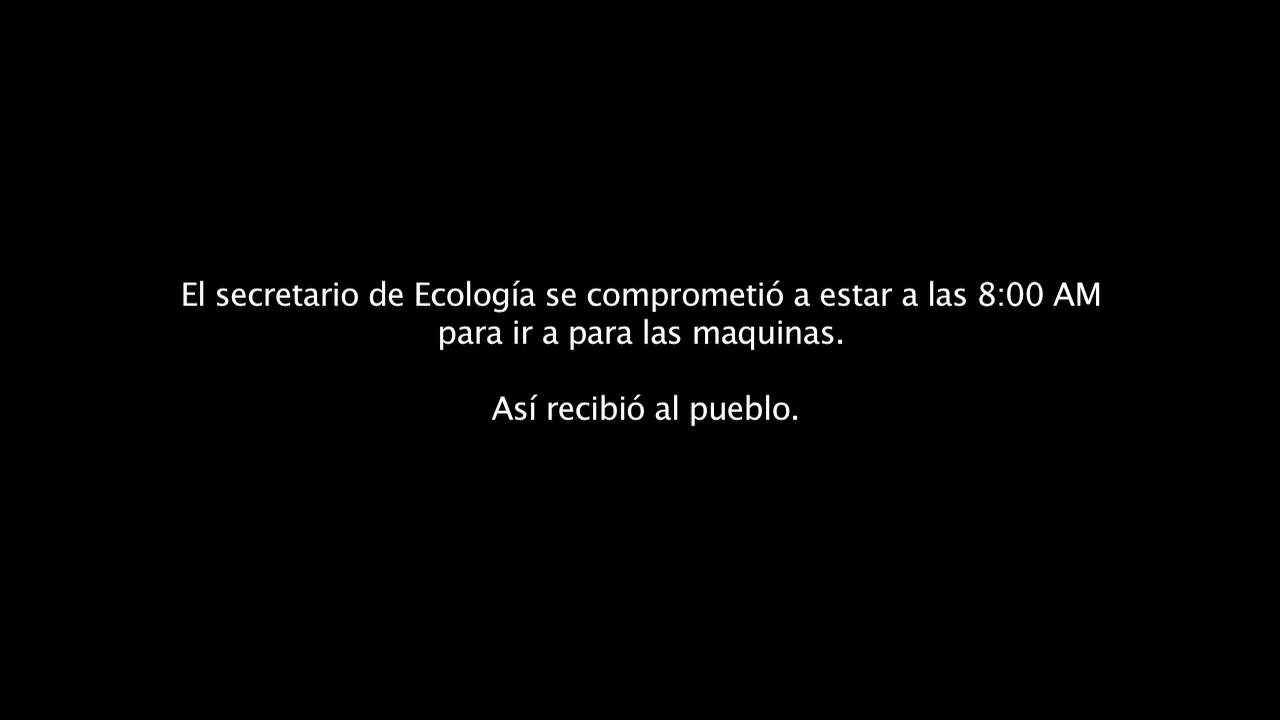 El secretario de Ecología se comprometió a estar a las 8:00 AM
para ir a para las maquinas.
Así recibió al pueblo.